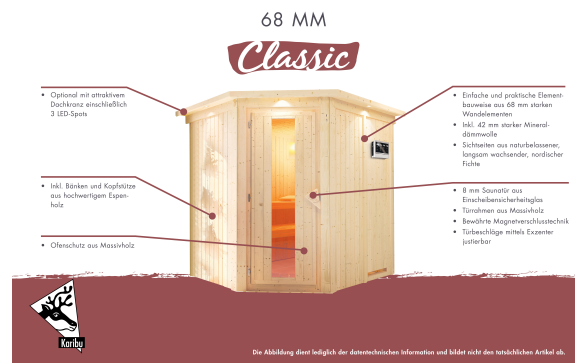 68 MM
Classic
• Optional mit attraktivem
Dachkranz einschließlich
3 LED-Spots
• Inkl. Bänken und Kopfstütze
aus hochwertigem Espen-
holz
• Ofenschutz aus Massivholz
• Einfache und praktische Element-
bauweise aus 68 mm starken
Wandelementen
• Inkl. 42 mm starker Mineral-
dämmwolle
• Sichtseiten aus naturbelassener,
langsam wachsender, nordischer
Fichte
• 8 mm Saunatür aus
Einscheibensicherheitsglas
• Türrahmen aus Massivholz
• Bewährte Magnetverschlusstechnik
• Türbeschläge mittels Exzenter
justierbar
Karibu
Die Abbildung dient lediglich der datentechnischen Information und bildet nicht den tatsächlichen Artikel ab.